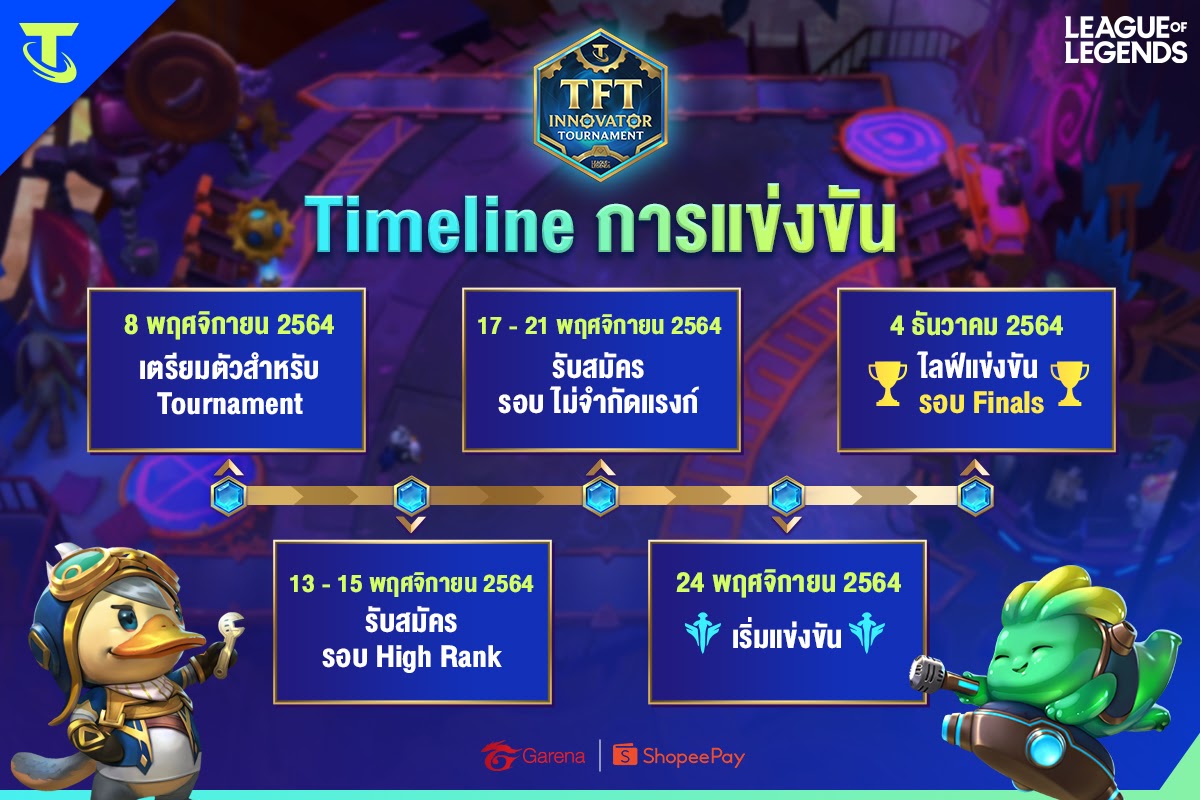 LEAGUE OF
LEGENDS
TFT
INNOVATOR
TOURNAMENT
LEAGUE OF
LEGENDS
Timeline การแข่งขัน
8 พฤศจิกายน 2564
เตรียมตัวสำหรับ
Tournament
13 - 15 พฤศจิกายน 2564
รับสมัคร
รอบ High Rank
17 - 21 พฤศจิกายน 2564
รับสมัคร
รอบ ไม่จำกัดแรงก์
24 พฤศจิกายน 2564
เริ่มแข่งขัน
4 ธันวาคม 2564
ไลฟ์แข่งขัน
รอบ Finals
Garena
ShopeePay